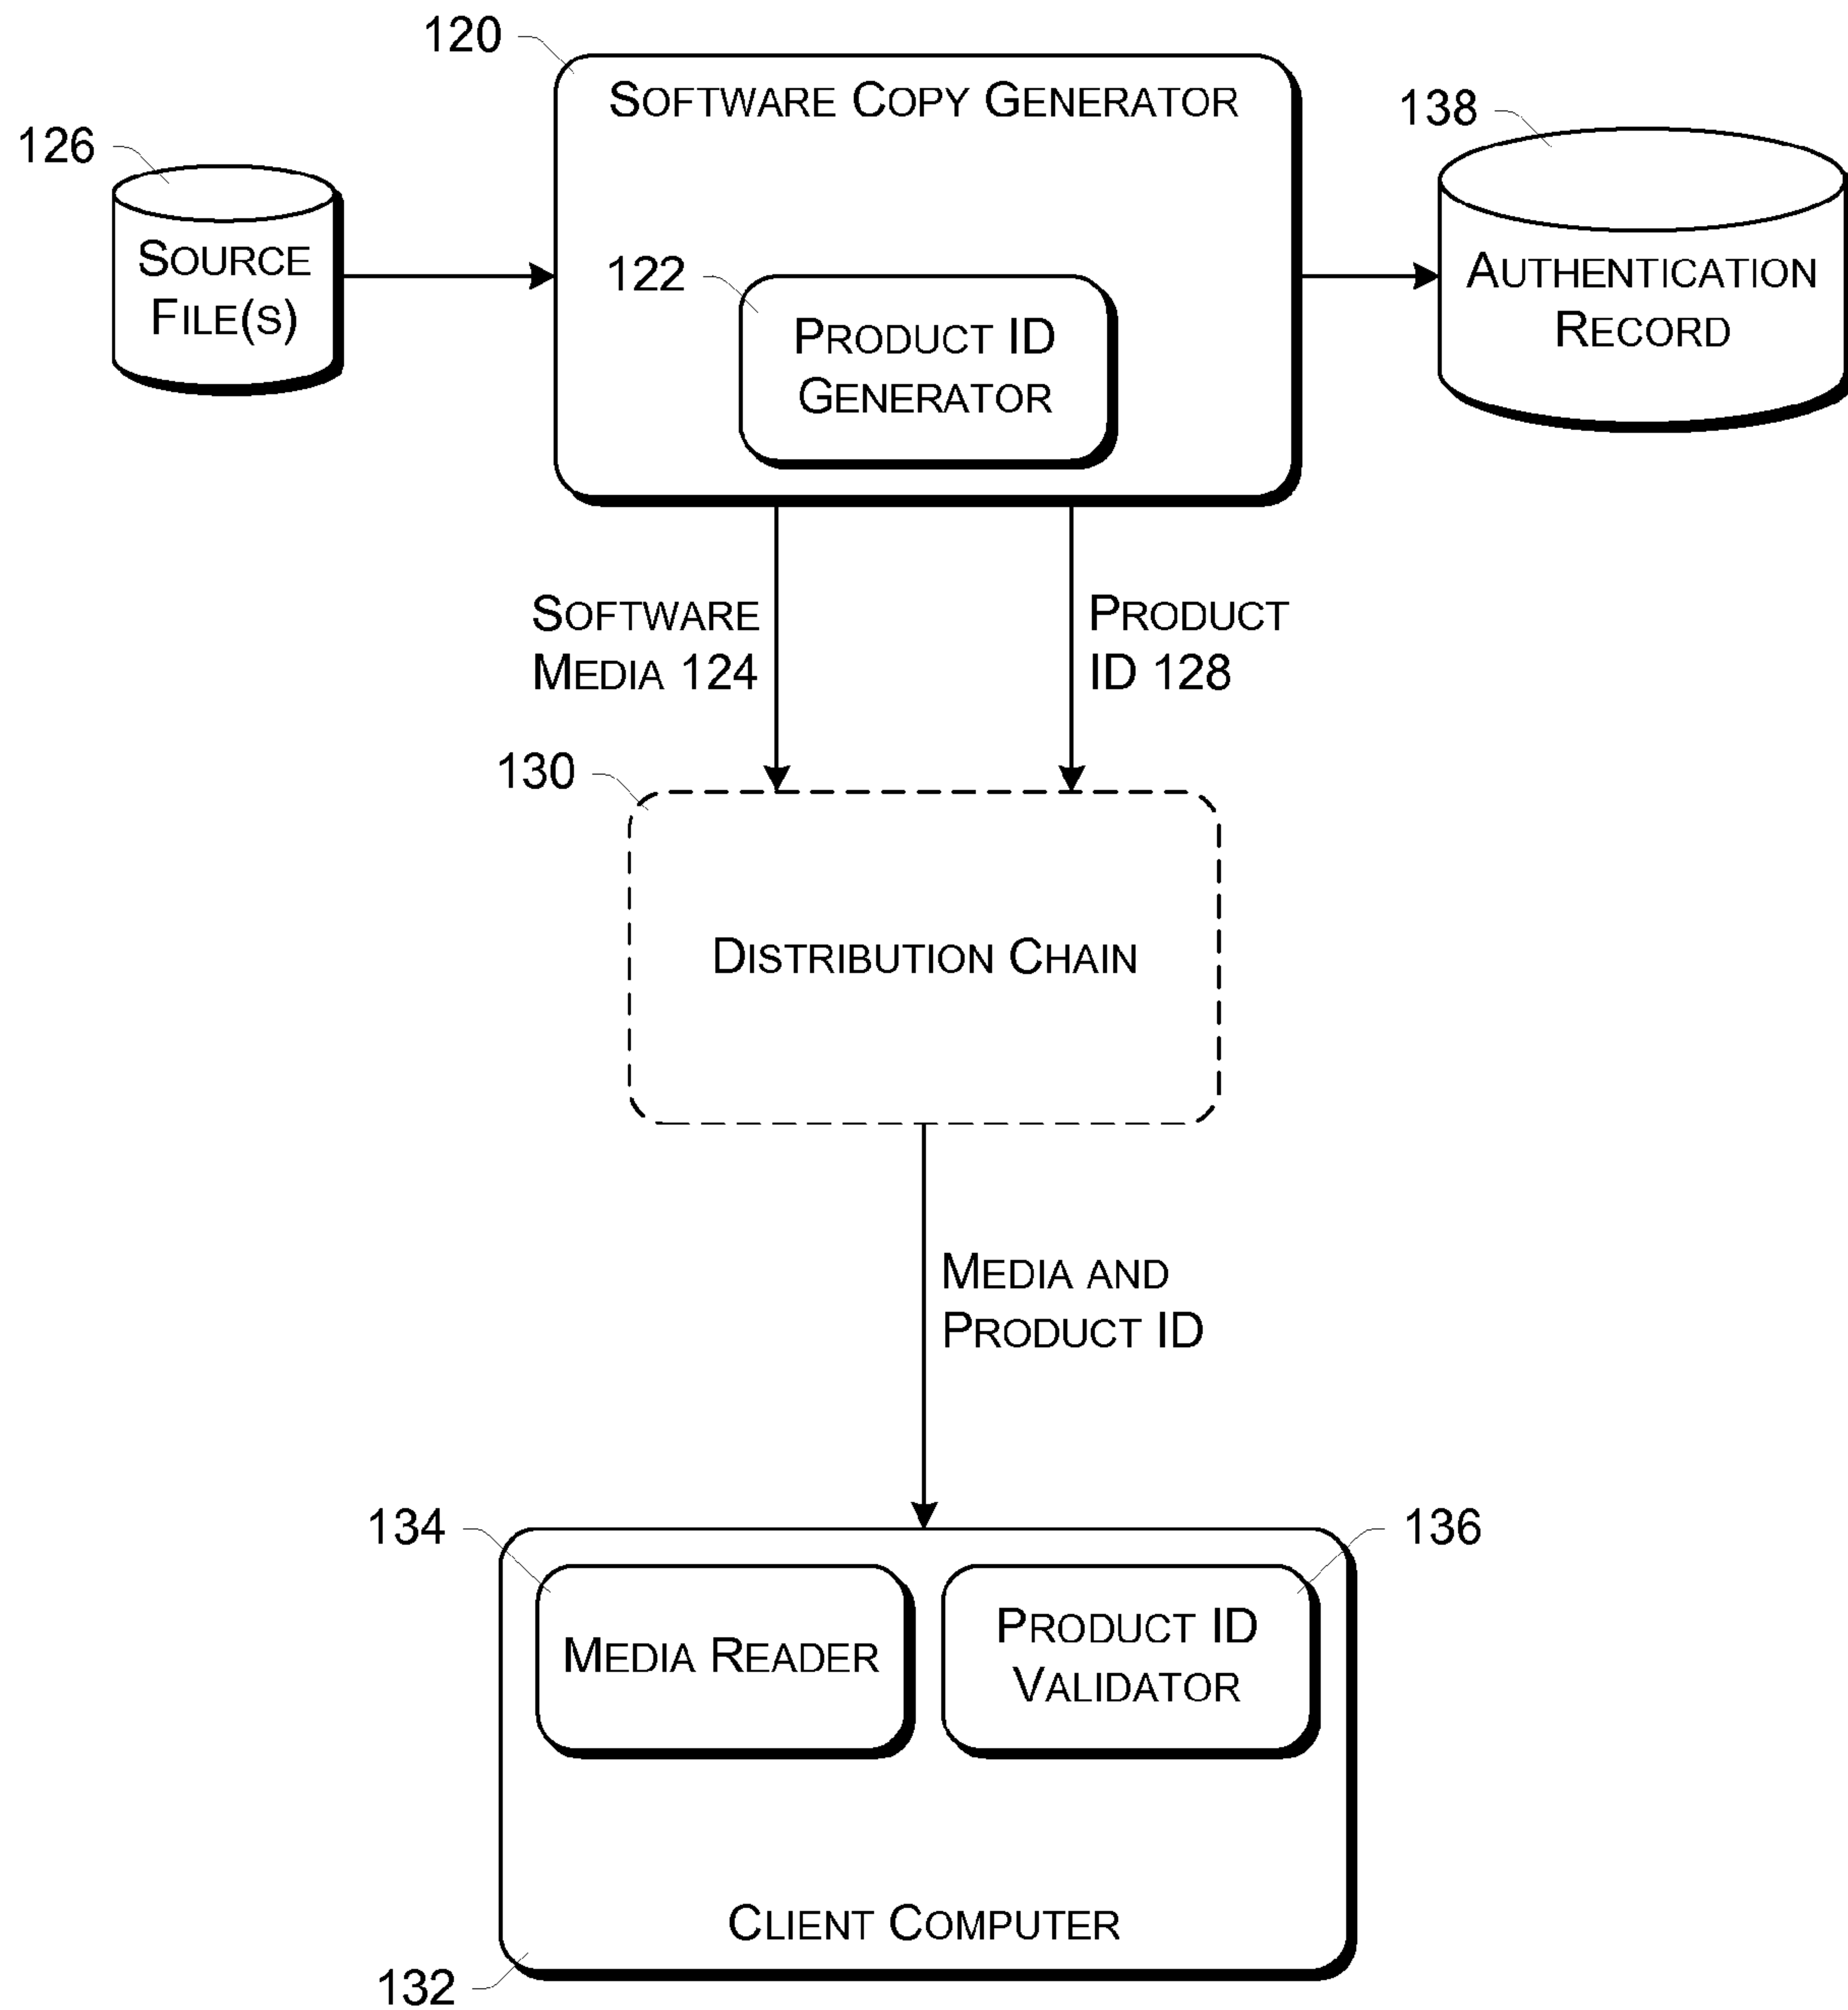 120
SOFTWARE COPY GENERATOR
138
126
SOURCE
FILE(S)
122
PRODUCT ID
GENERATOR
AUTHENTICATION
RECORD
SOFTWARE
MEDIA 124
PRODUCT
ID 128
130
DISTRIBUTION CHAIN
MEDIA AND
PRODUCT ID
134
136
MEDIA READER
PRODUCT ID
VALIDATOR
CLIENT COMPUTER
132